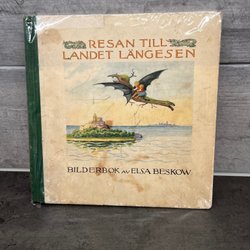 RESAN TILL
LANDET LÄNGESEN
BILDERBOK AV ELSA BESKOW